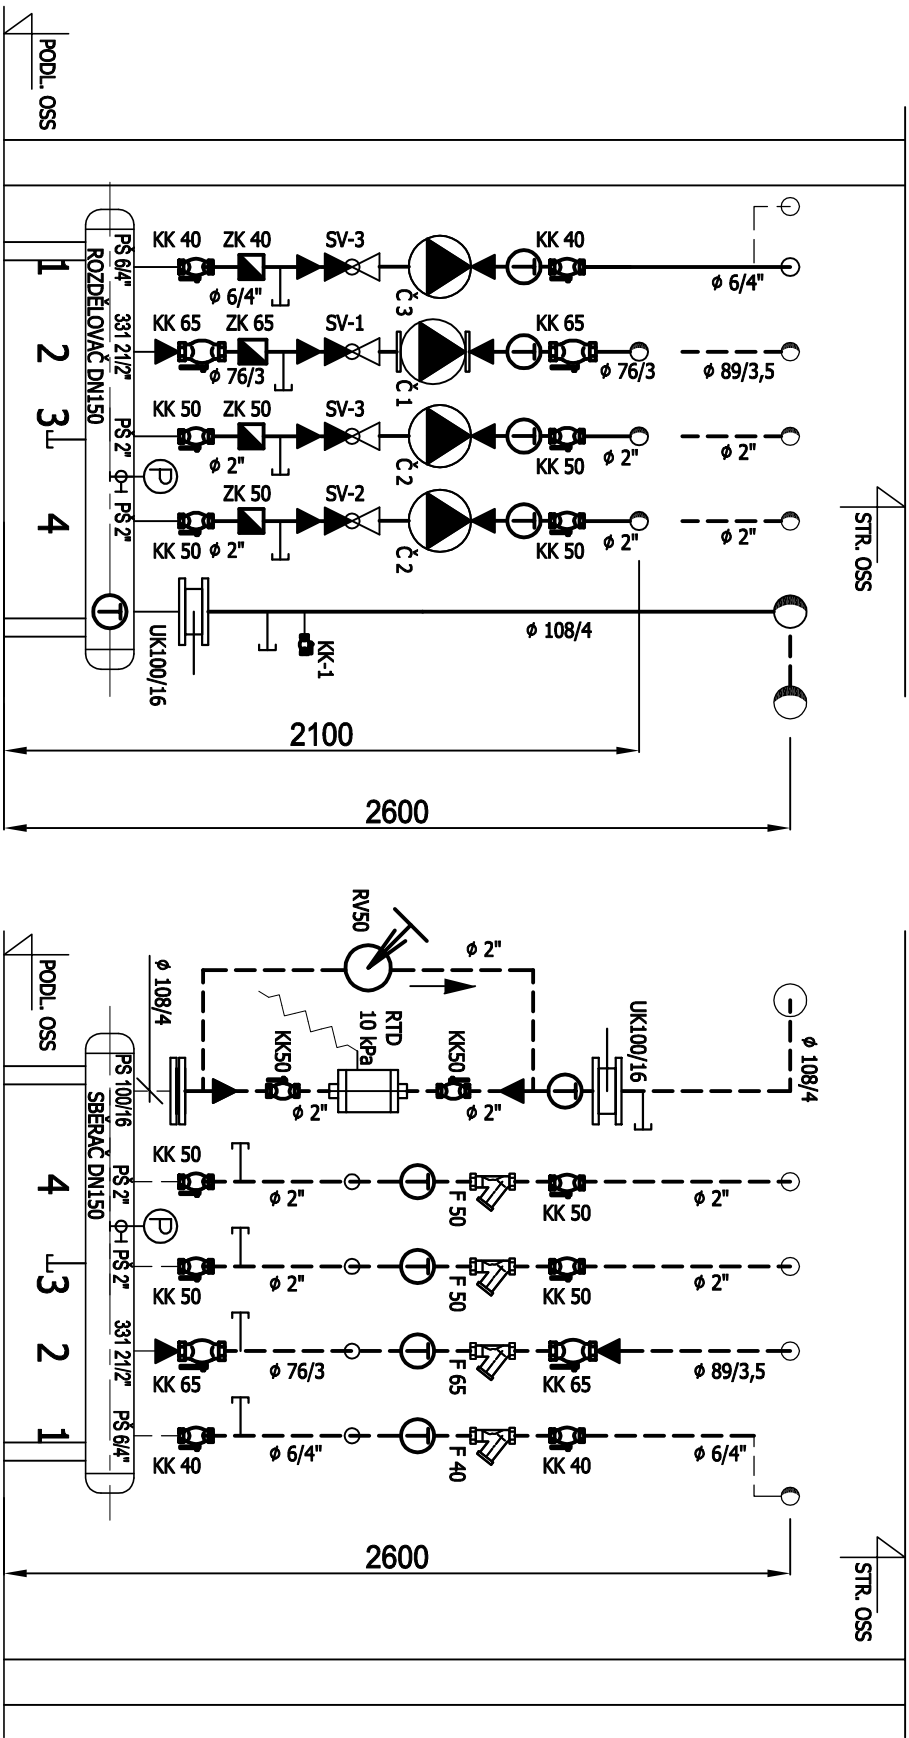 PODL. OSS
STR. OSS
KK 40
ZK 40
SV-3
KK 40
PS 6/4"
ϕ 6/4"
Č 3
ϕ 6/4"
1
ROZDĚLOVAČ DN150
KK 65
ZK 65
SV-1
KK 65
331 21/2"
ϕ 76/3
Č 1
ϕ 76/3
ϕ 89/3,5
2
KK 50
ZK 50
SV-3
PS 2"
ϕ 2"
Č 2
KK 50
ϕ 2"
ϕ 2"
3
P
ZK 50
SV-2
PS 2"
KK 50
ϕ 2"
Č 2
KK 50
ϕ 2"
ϕ 2"
4
T
UK100/16
KK-1
ϕ 108/4
2100
2600
PODL. OSS
STR. OSS
RV50
ϕ 2"
ϕ 108/4
RTD
10 kPa
KK50
KK50
ϕ 2"
ϕ 2"
UK100/16
ϕ 108/4
PS 100/16
SBĚRAČ DN150
KK 50
PS 2"
ϕ 2"
F 50
KK 50
ϕ 2"
4
P
PS 2"
KK 50
ϕ 2"
F 50
KK 50
ϕ 2"
3
331 21/2"
KK 65
ϕ 76/3
F 65
KK 65
ϕ 89/3,5
2
PS 6/4"
KK 40
ϕ 6/4"
F 40
KK 40
ϕ 6/4"
1
2600